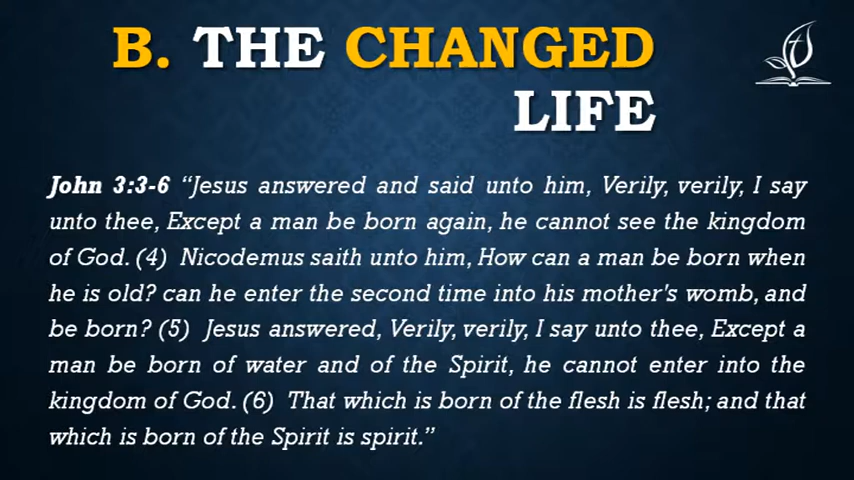 B. THE CHANGED
LIFE
John 3:3-6 “Jesus answered and said unto him, Verily, verily, I say
unto thee, Except a man be born again, he cannot see the kingdom
of God. (4) Nicodemus saith unto him, How can a man be born when
he is old? can he enter the second time into his mother's womb, and
be born? (5) Jesus answered, Verily, verily, I say unto thee, Except a
man be born of water and of the Spirit, he cannot enter into the
kingdom of God. (6) That which is born of the flesh is flesh; and that
which is born of the Spirit is spirit.”